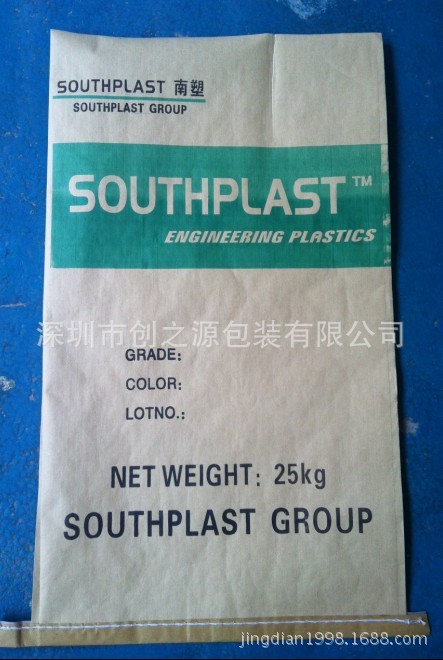 SOUTHPLAST 南塑
SOUTHPLAST GROUP
SOUTHPLAST™
ENGINEERING PLASTICS
深圳市创之源包装有限公司
GRADE:
COLOR:
LOTNO.:
NET WEIGHT: 25kg
SOUTHPLAST GROUP
jingdian1998.1688.com